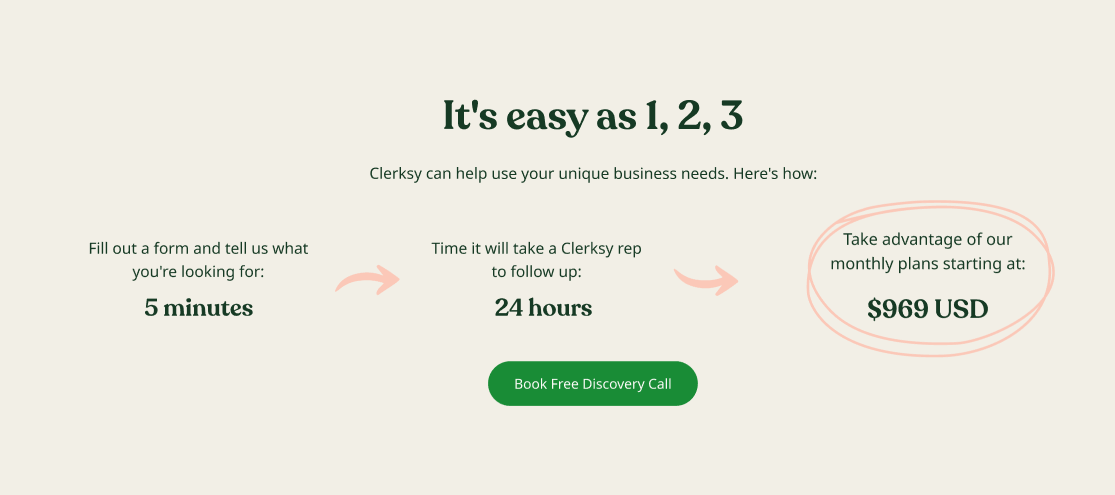 It's easy as 1, 2, 3
Clerksy can help use your unique business needs. Here's how:
Fill out a form and tell us what
you're looking for:
5 minutes
Time it will take a Clerksy rep
to follow up:
24 hours
Take advantage of our
monthly plans starting at:
$969 USD
Book Free Discovery Call